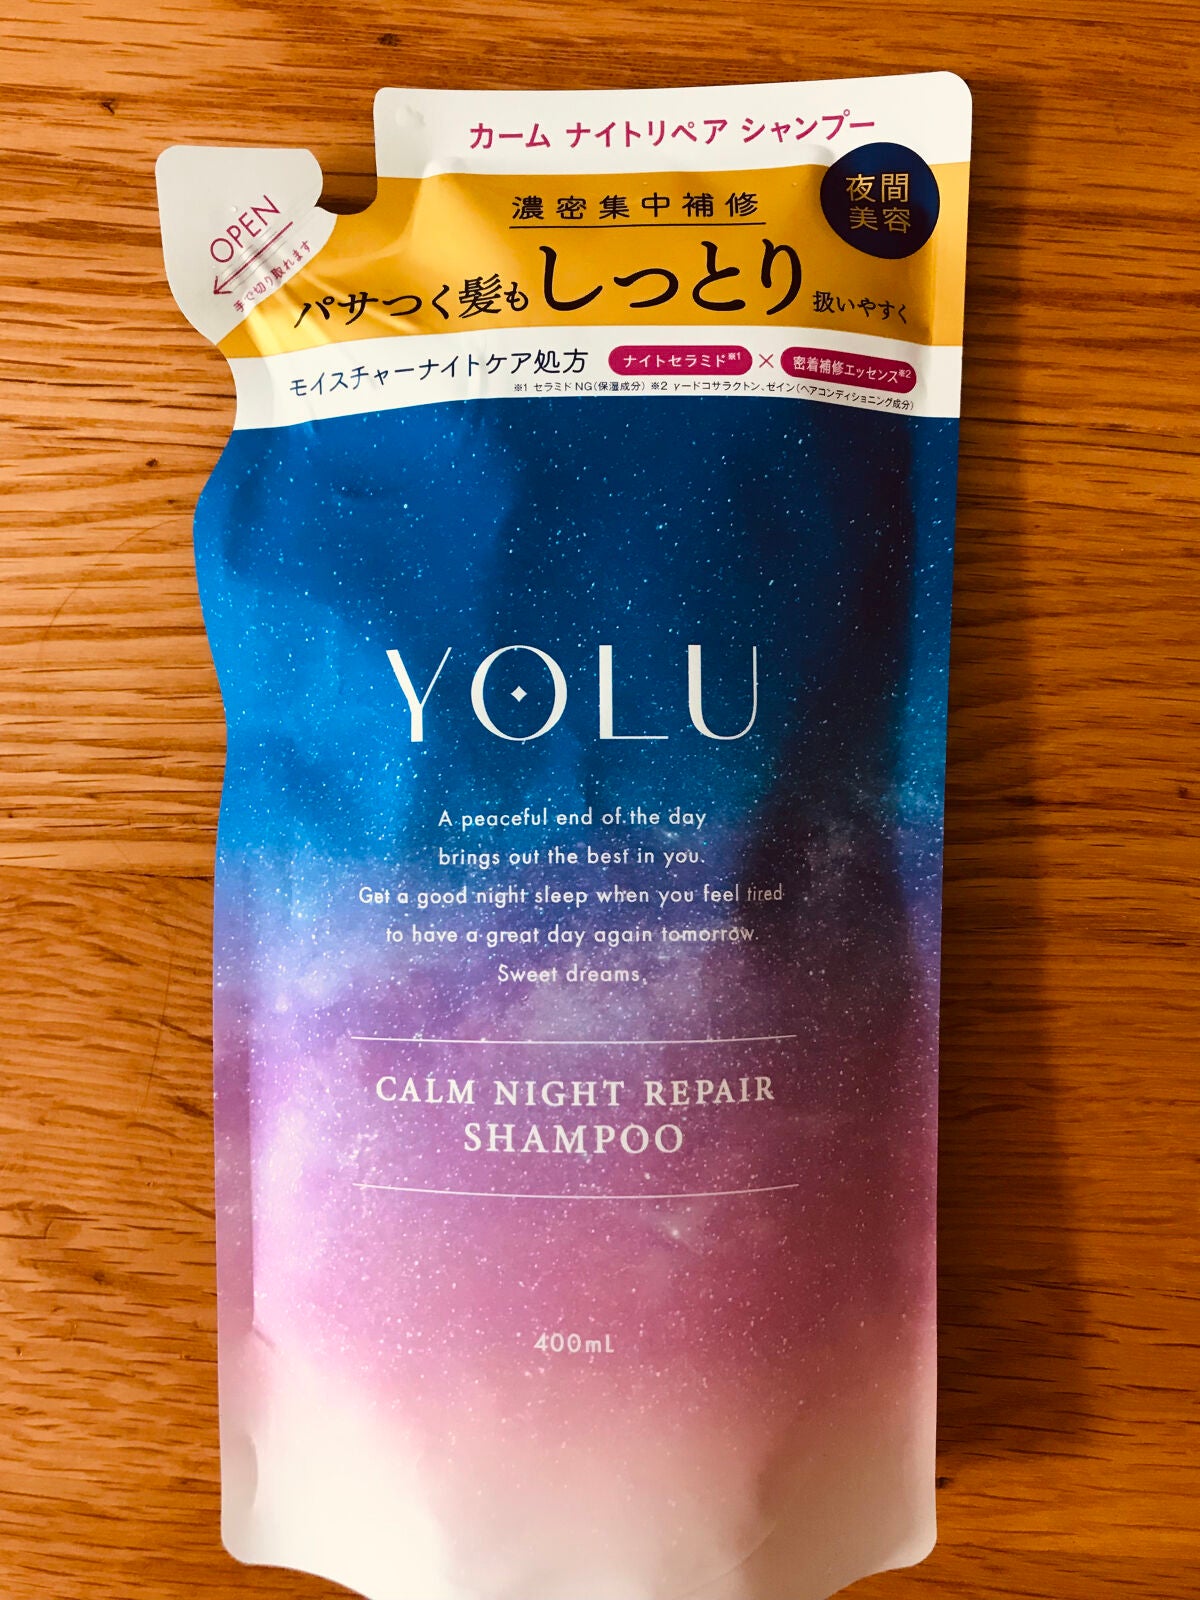 カーム ナイトリペア シャンプー
夜間
美容
OPEN
手で切り取れます
濃密集中補修
パサつく髪もしっとり扱いやすく
モイスチャーナイトケア処方 ナイトセラミド※1 × 密着補修エッセンス※2
※1 セラミドNG(保湿成分) ※2 γードコサラクトン、ゼイン(ヘアコンディショニング成分)
YOLU
A peaceful end of the day
brings out the best in you.
Get a good night sleep when you feel tired
to have a great day again tomorrow.
Sweet dreams.
CALM NIGHT REPAIR
SHAMPOO
400mL